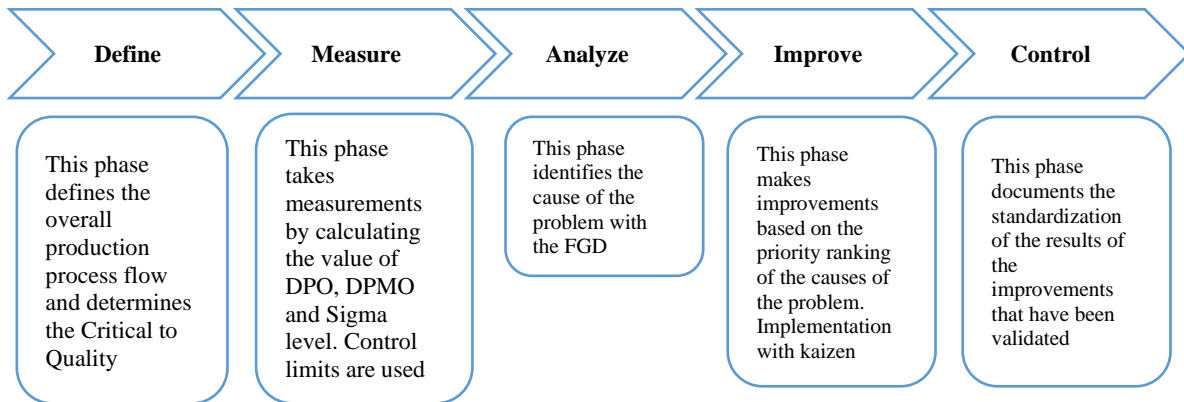 Define
Measure
Analyze
Improve
Control
This phase
defines the
overall
production
process flow
and determines
the Critical to
Quality
This phase
takes
measurements
by calculating
the value of
DPO, DPMO
and Sigma
level. Control
limits are used
This phase
identifies the
cause of the
problem with
the FGD
This phase
makes
improvements
based on the
priority ranking
of the causes of
the problem.
Implementation
with kaizen
This phase
documents the
standardization
of the results of
the
improvements
that have been
validated